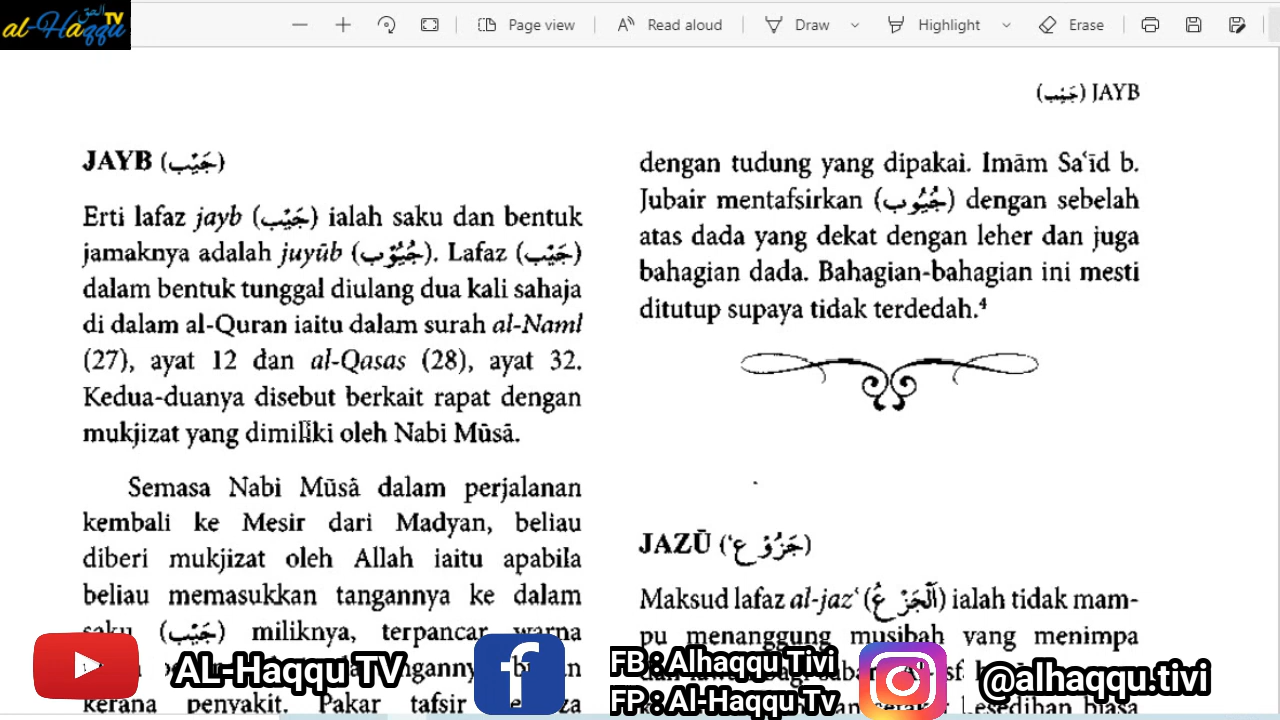 الحق
al-Haqqu TV
Page view
Read aloud
Draw
Highlight
Erase
(جَيْب) JAYB
JAYB (جَيْب)
Erti lafaz jayb (جَيْب) ialah saku dan bentuk
jamaknya adalah juyūb (جُيُوْب). Lafaz (جَيْب)
dalam bentuk tunggal diulang dua kali sahaja
di dalam al-Quran iaitu dalam surah al-Naml
(27), ayat 12 dan al-Qasas (28), ayat 32.
Kedua-duanya disebut berkait rapat dengan
mukjizat yang dimiliki oleh Nabi Mūsā.
Semasa Nabi Mūsā dalam perjalanan
kembali ke Mesir dari Madyan, beliau
diberi mukjizat oleh Allah iaitu apabila
beliau memasukkan tangannya ke dalam
saku (جَيْب) miliknya, terpancar warna
kerana penyakit. Pakar tafsir
dengan tudung yang dipakai. Imām Sa‘īd b.
Jubair mentafsirkan (جُيُوب) dengan sebelah
atas dada yang dekat dengan leher dan juga
bahagian dada. Bahagian-bahagian ini mesti
ditutup supaya tidak terdedah.⁴
JAZŪ‘ (جَزُوْع)
Maksud lafaz al-jaz‘ (اَلْجَزْعُ) ialah tidak mam-
pu menanggung musibah yang menimpa
kesedihan biasa
AL-Haqqu TV
FB : Alhaqqu Tivi
FP : Al-Haqqu Tv
@alhaqqu.tivi